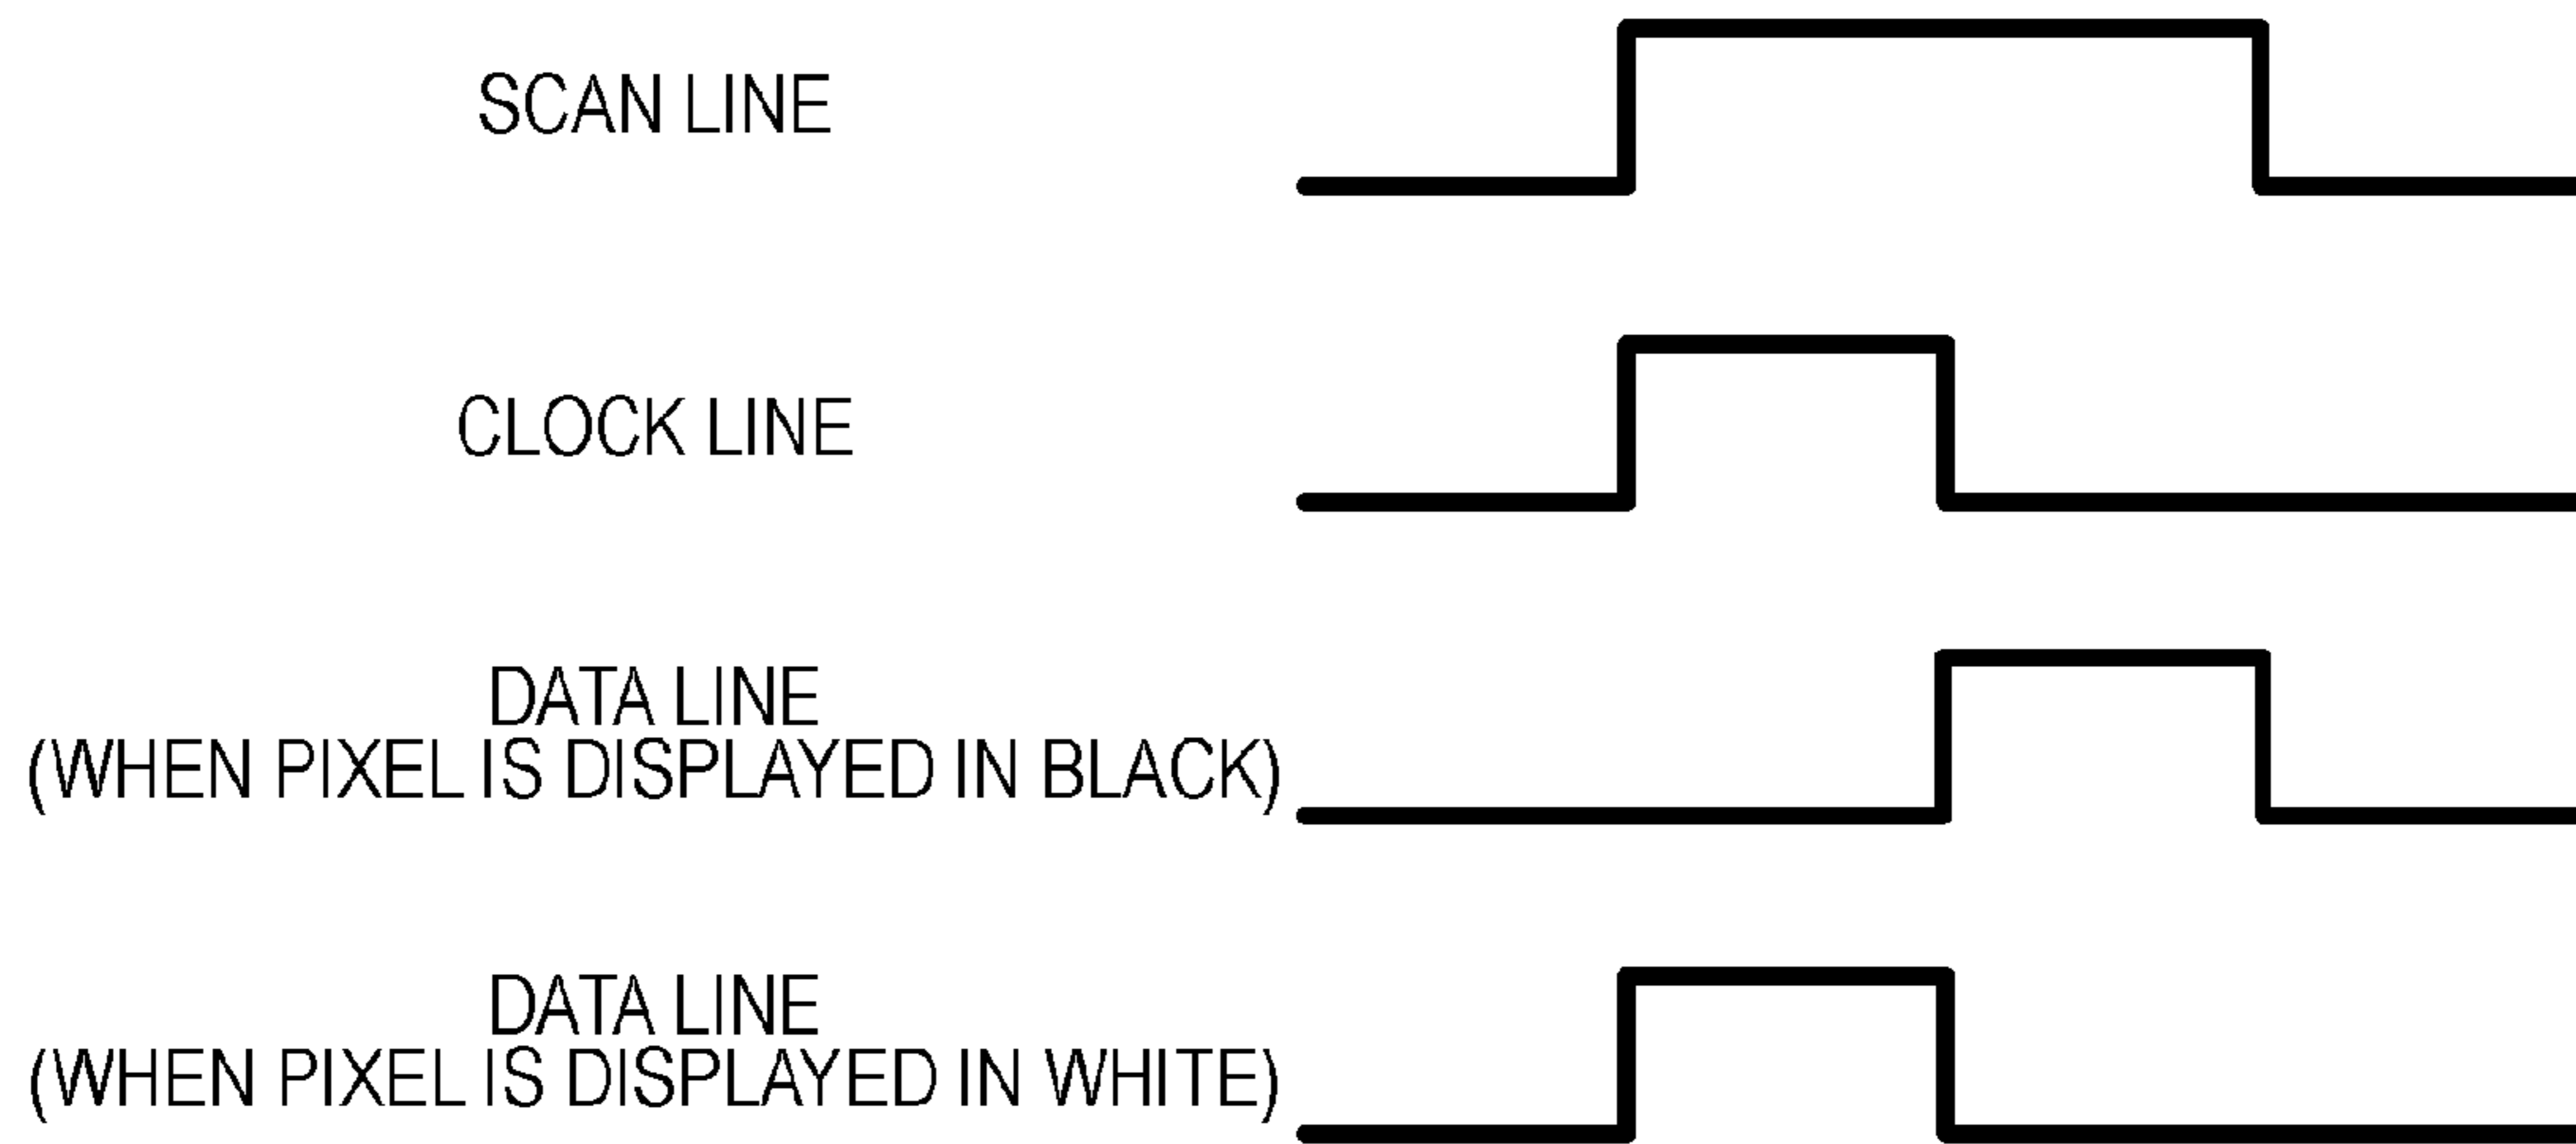 SCAN LINE
CLOCK LINE
DATA LINE
(WHEN PIXEL IS DISPLAYED IN BLACK)
DATA LINE
(WHEN PIXEL IS DISPLAYED IN WHITE)